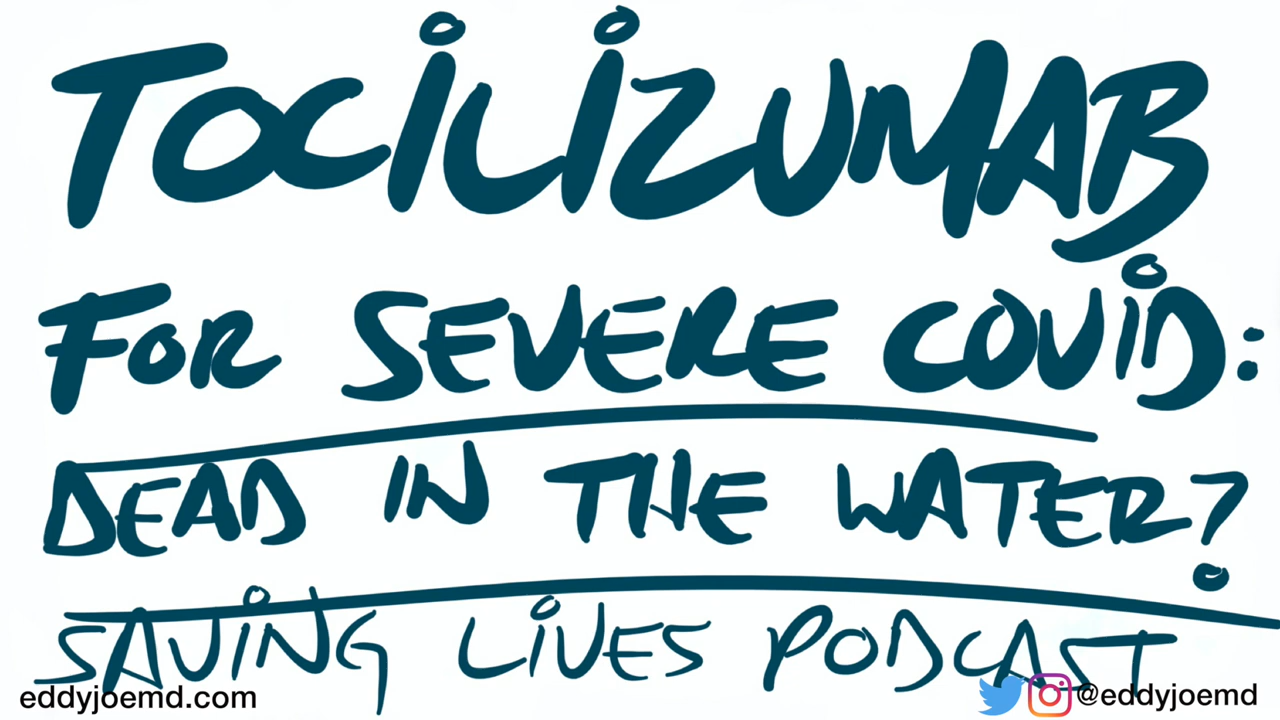 TOCILIZUMAB
FOR SEVERE COVID:
DEAD IN THE WATER?
SAVING LIVES PODCAST
eddyjoemd.com
@eddyjoemd